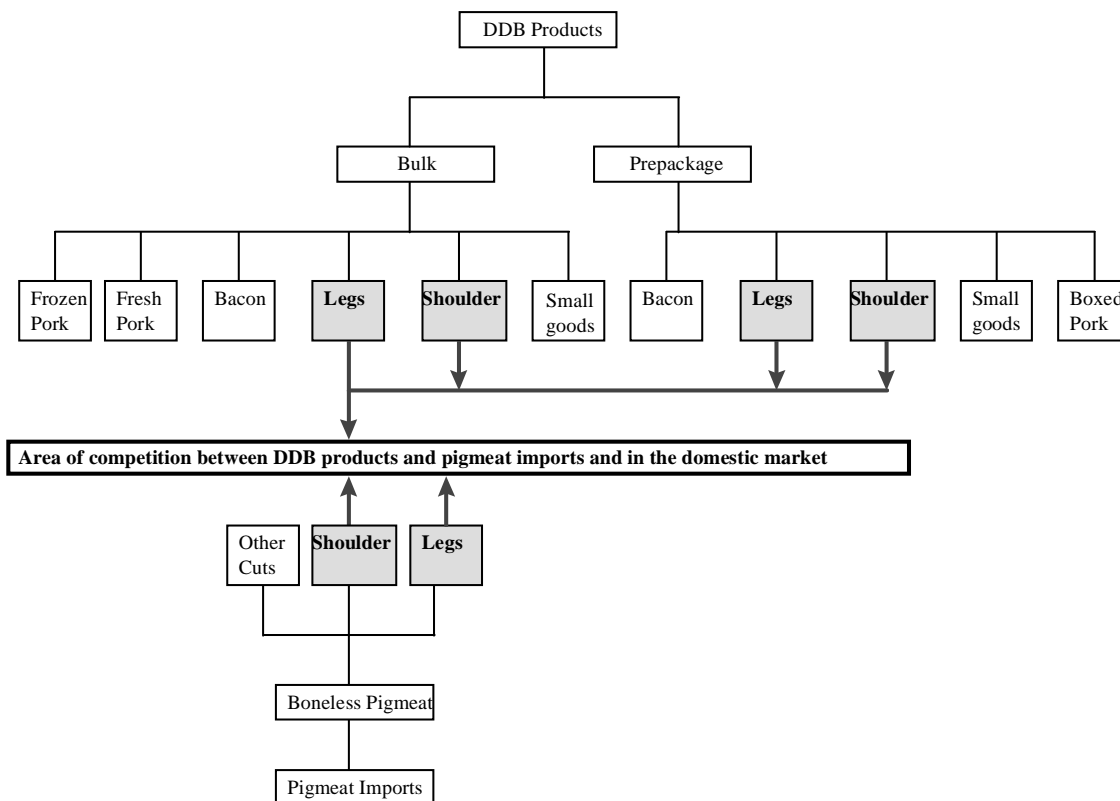 DDB Products
Bulk
Prepackage
Frozen
Pork
Fresh
Pork
Bacon
Legs
Shoulder
Small
goods
Bacon
Legs
Shoulder
Small
goods
Boxed
Pork
Area of competition between DDB products and pigmeat imports and in the domestic market
Other
Cuts
Shoulder
Legs
Boneless Pigmeat
Pigmeat Imports